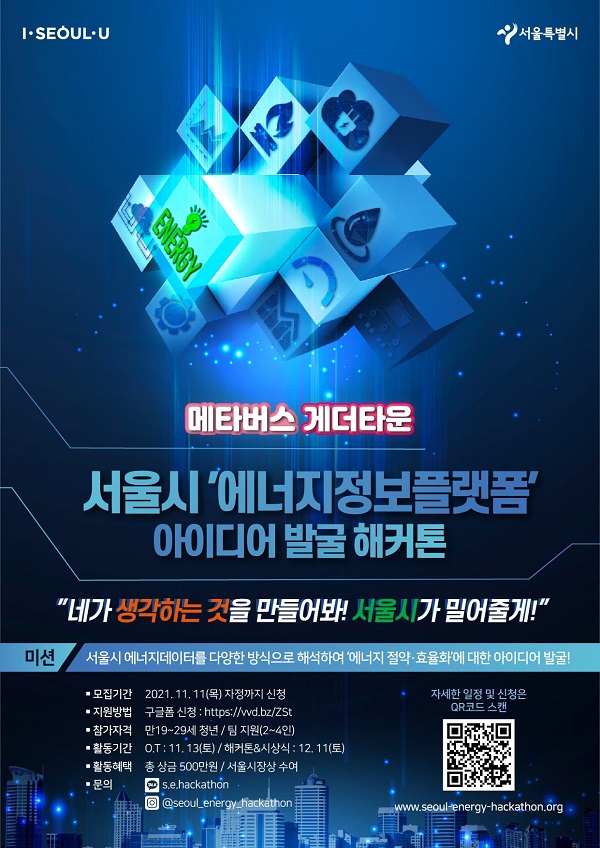 I·SEOUL·U
서울특별시
ENERGY
메타버스 게더타운
서울시 '에너지정보플랫폼'
아이디어 발굴 해커톤
"네가 생각하는 것을 만들어봐! 서울시가 밀어줄게!"
미션 서울시 에너지데이터를 다양한 방식으로 해석하여 '에너지 절약·효율화'에 대한 아이디어 발굴!
▪ 모집기간 2021. 11. 11(목) 자정까지 신청
▪ 지원방법 구글폼 신청 : https://vvd.bz/ZSt
▪ 참가자격 만19~29세 청년 / 팀 지원(2~4인)
▪ 활동기간 O.T : 11. 13(토) / 해커톤&시상식 : 12. 11(토)
▪ 활동혜택 총 상금 500만원 / 서울시장상 수여
▪ 문의 s.e.hackathon
@seoul_energy_hackathon
자세한 일정 및 신청은
QR코드 스캔
www.seoul-energy-hackathon.org